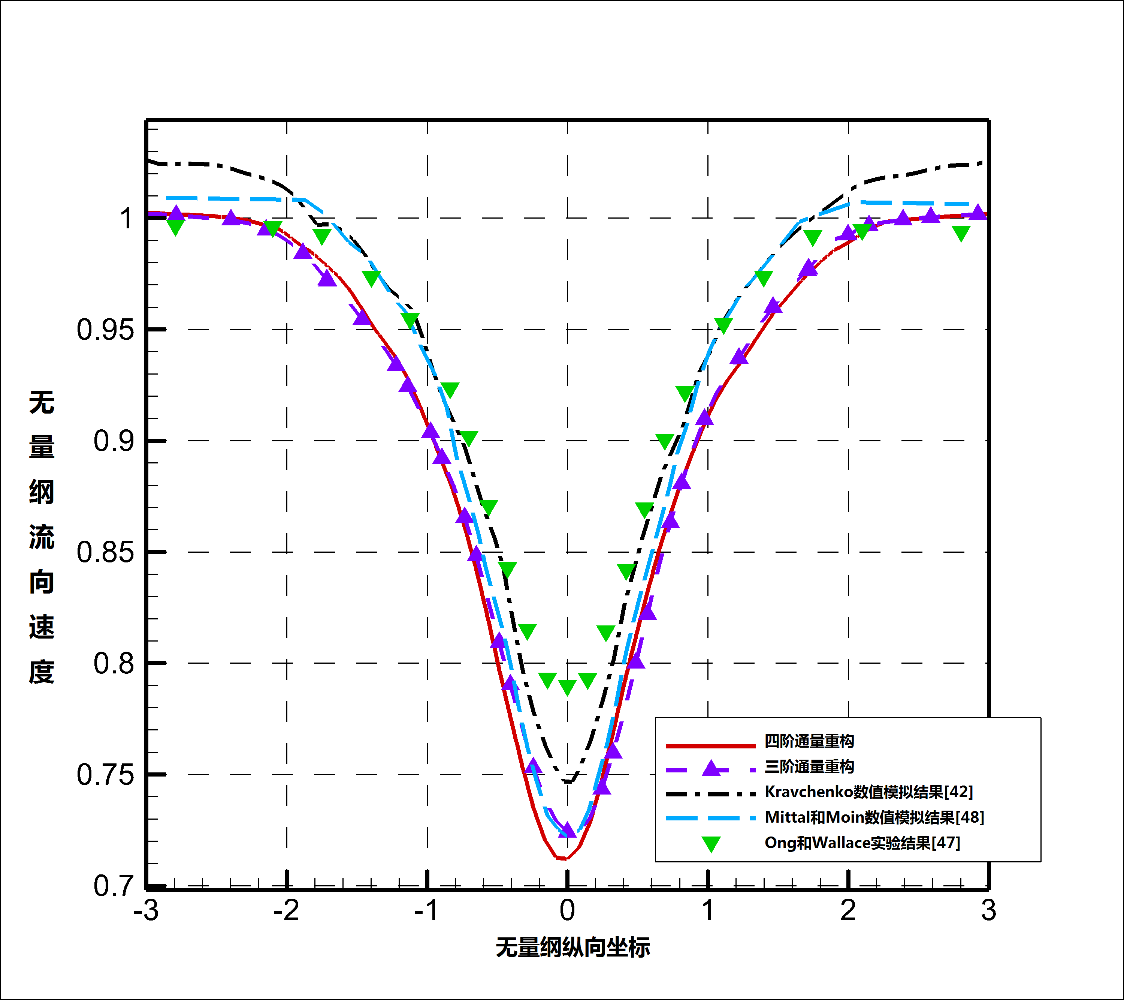 1
0.95
0.9
0.85
0.8
0.75
0.7
-3 -2 -1 0 1 2 3
无量纲流向速度
无量纲纵向坐标
四阶通量重构
三阶通量重构
Kravchenko数值模拟结果[42]
Mittal和Moin数值模拟结果[48]
Ong和Wallace实验结果[47]